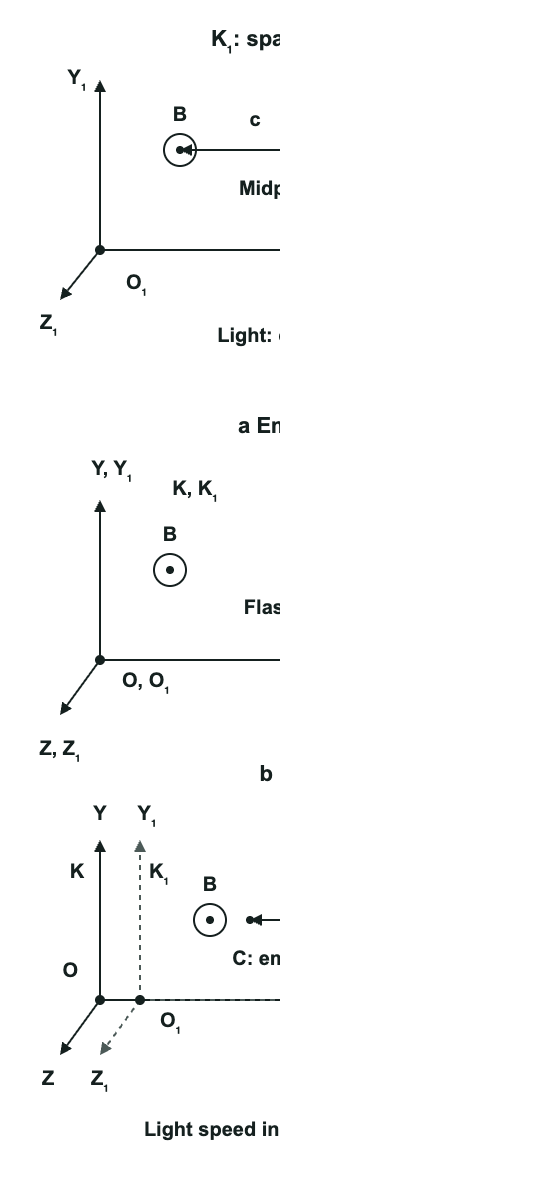 K₁: spa
Y₁
B
c
Midp
O₁
Z₁
Light:
a En
Y, Y₁
K, K₁
B
Flas
O, O₁
Z, Z₁
b
Y Y₁
K K₁
B
O
C: en
O₁
Z Z₁
Light speed in